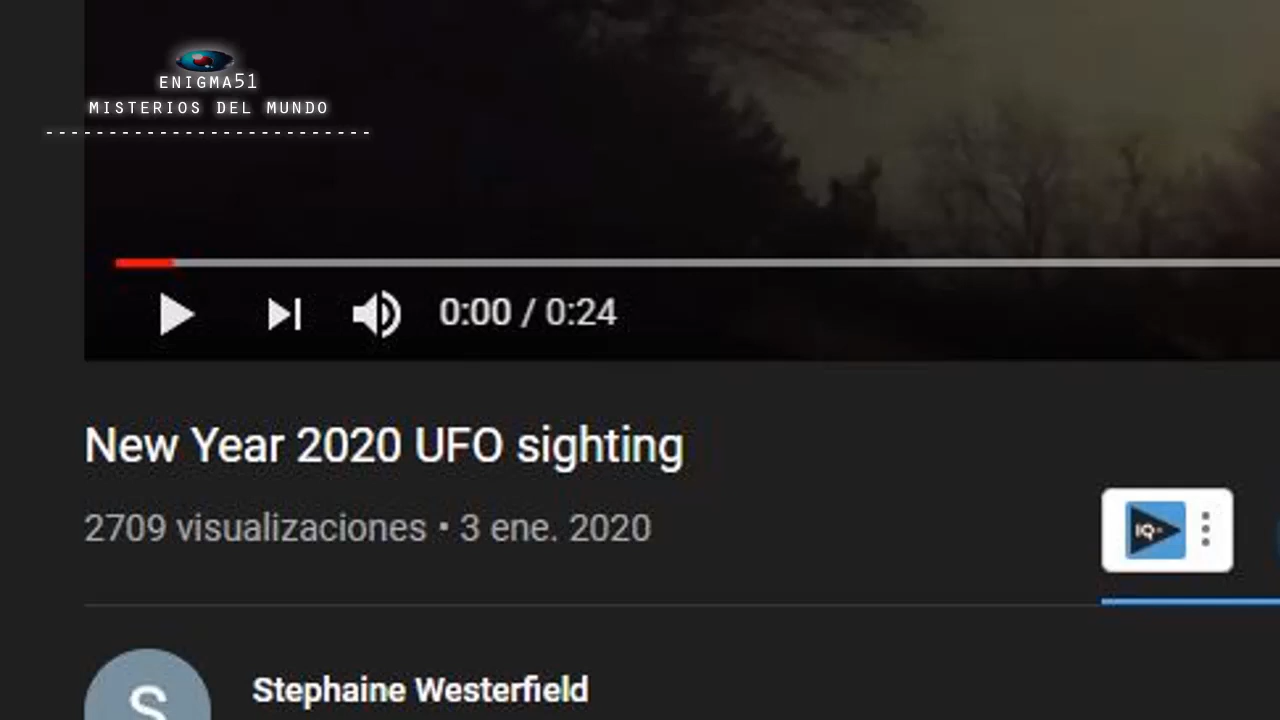 ENIGMA51
MISTERIOS DEL MUNDO
0:00 / 0:24
New Year 2020 UFO sighting
2709 visualizaciones • 3 ene. 2020
IQ
S
Stephaine Westerfield